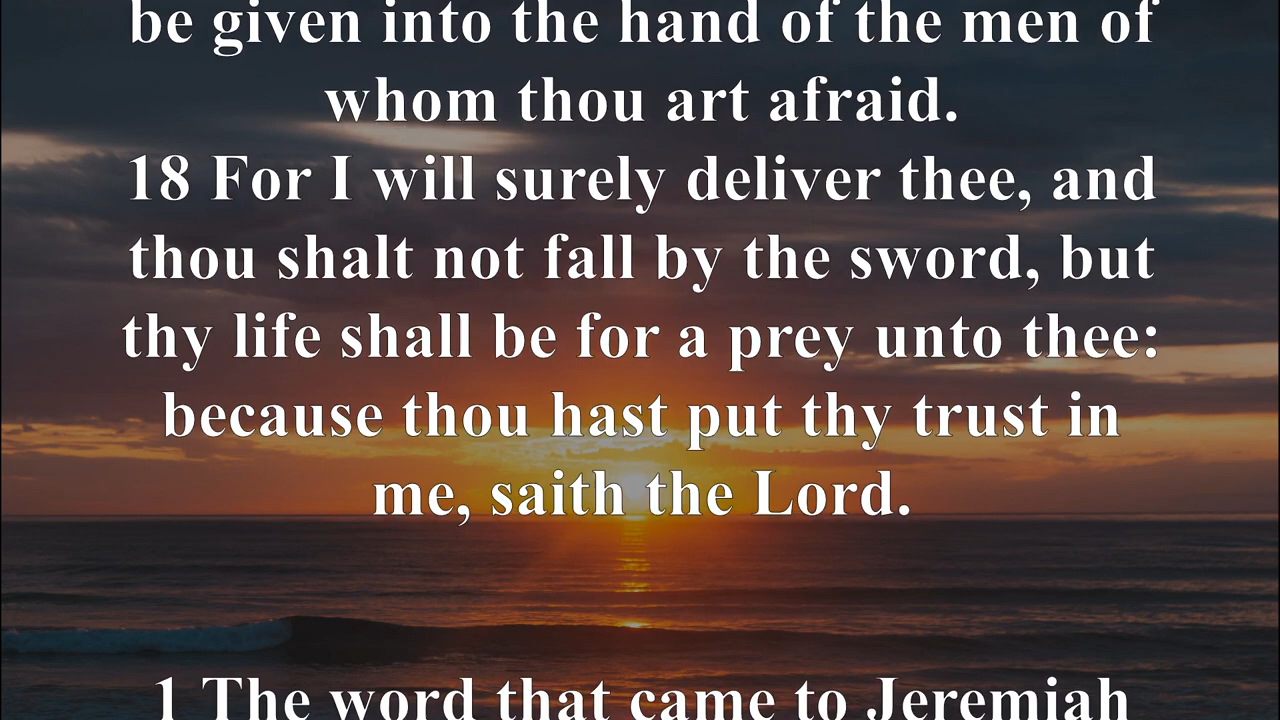 be given into the hand of the men of
whom thou art afraid.
18 For I will surely deliver thee, and
thou shalt not fall by the sword, but
thy life shall be for a prey unto thee:
because thou hast put thy trust in
me, saith the Lord.
1 The word that came to Jeremiah